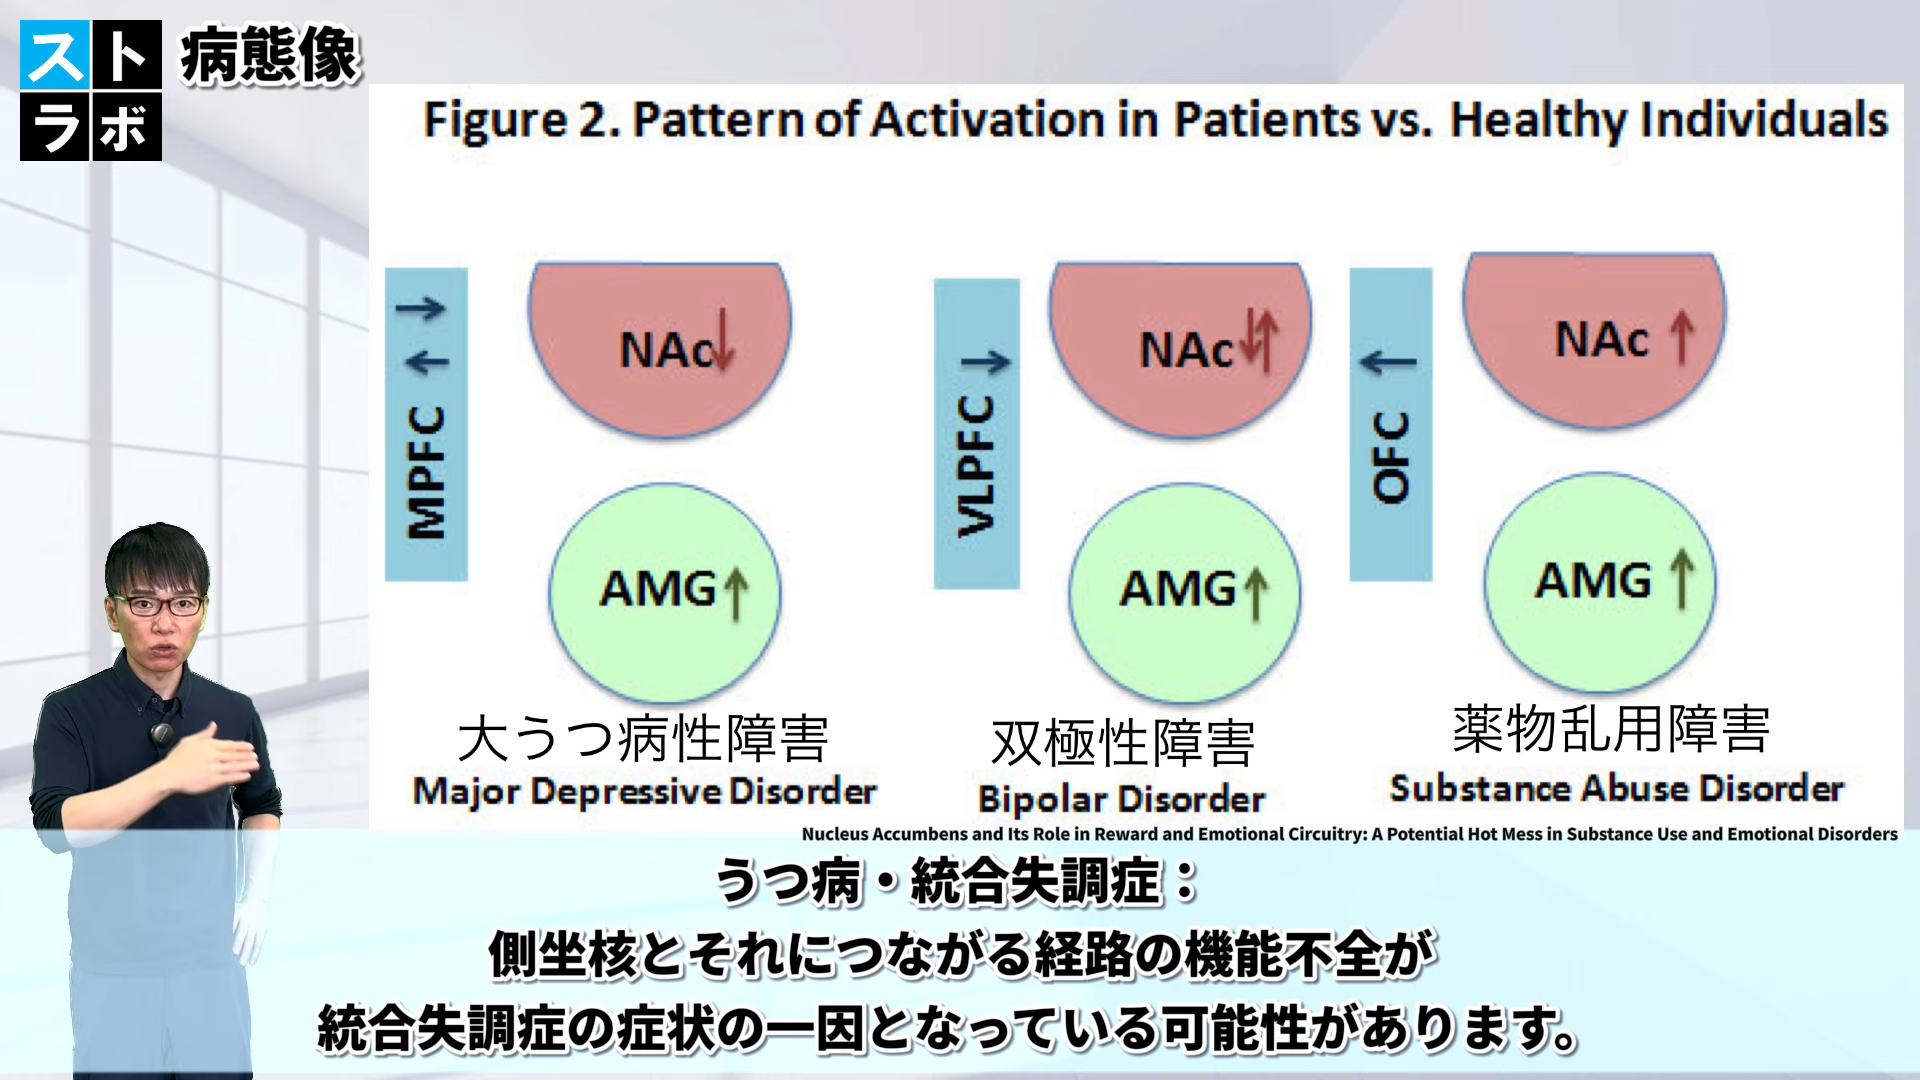 スト
ラボ
病態像
Figure 2. Pattern of Activation in Patients vs. Healthy Individuals
→
←
MPFC
NAc↓
AMG↑
大うつ病性障害
Major Depressive Disorder
→
VLPFC
NAc↓↑
AMG↑
双極性障害
Bipolar Disorder
←
OFC
NAc ↑
AMG ↑
薬物乱用障害
Substance Abuse Disorder
Nucleus Accumbens and Its Role in Reward and Emotional Circuitry: A Potential Hot Mess in Substance Use and Emotional Disorders
うつ病・統合失調症：
側坐核とそれにつながる経路の機能不全が
統合失調症の症状の一因となっている可能性があります。